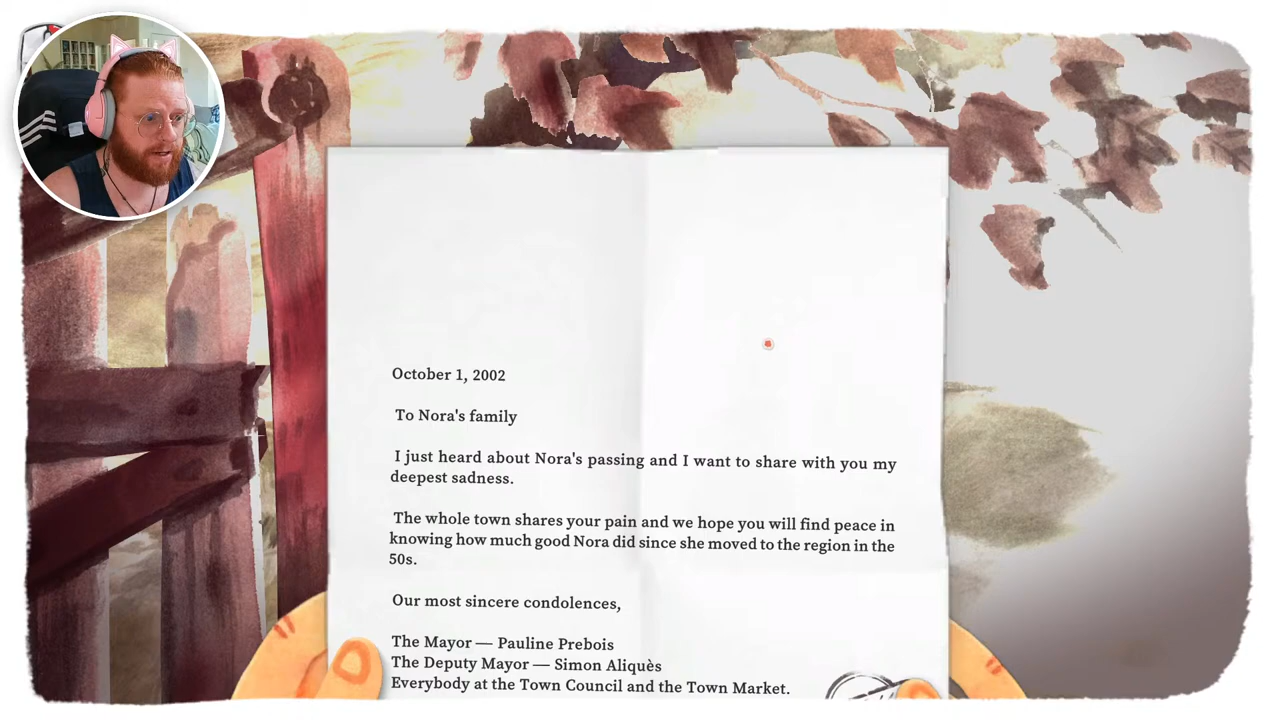 October 1, 2002
To Nora's family
I just heard about Nora's passing and I want to share with you my
deepest sadness.
The whole town shares your pain and we hope you will find peace in
knowing how much good Nora did since she moved to the region in the
50s.
Our most sincere condolences,
The Mayor — Pauline Prebois
The Deputy Mayor — Simon Aliquès
Everybody at the Town Council and the Town Market.